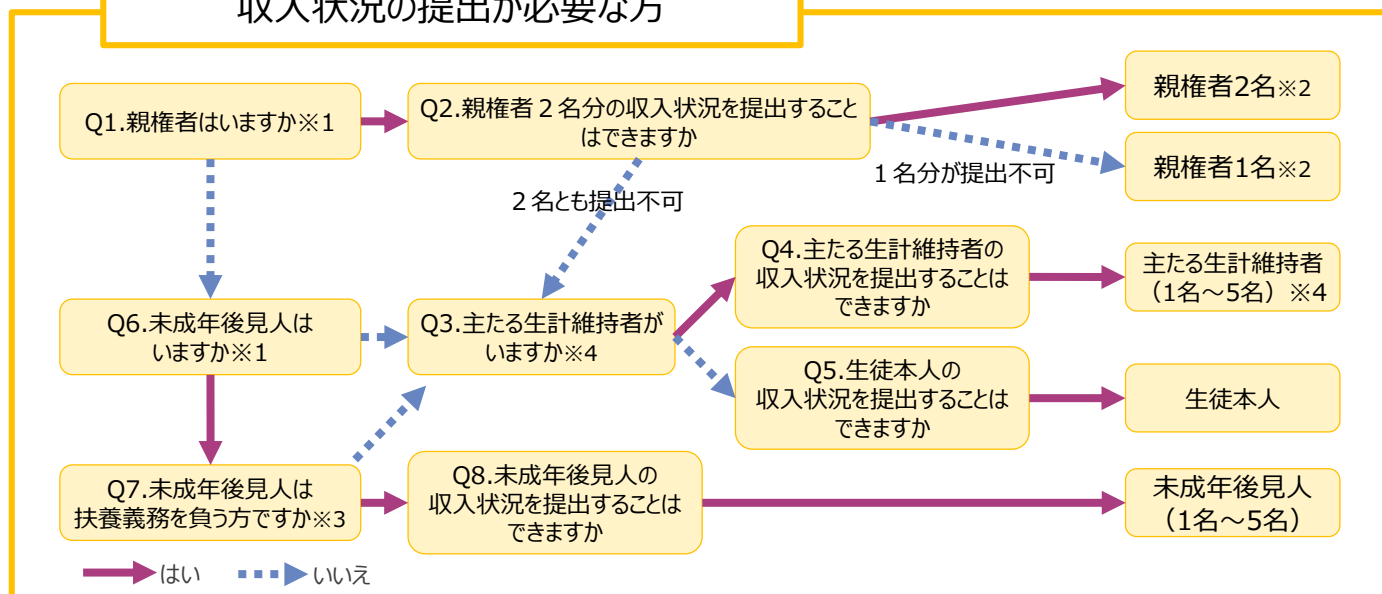 収入状況の提出が必要な方
Q1.親権者はいますか※1
Q2.親権者２名分の収入状況を提出すること
はできますか
親権者2名※2
１名分が提出不可
親権者1名※2
２名とも提出不可
Q6.未成年後見人は
いますか※1
Q3.主たる生計維持者が
いますか※4
Q4.主たる生計維持者の
収入状況を提出することは
できますか
主たる生計維持者
（1名～5名）※4
Q5.生徒本人の
収入状況を提出することは
できますか
生徒本人
Q7.未成年後見人は
扶養義務を負う方ですか※3
Q8.未成年後見人の
収入状況を提出することは
できますか
未成年後見人
（1名～5名）
はい
いいえ